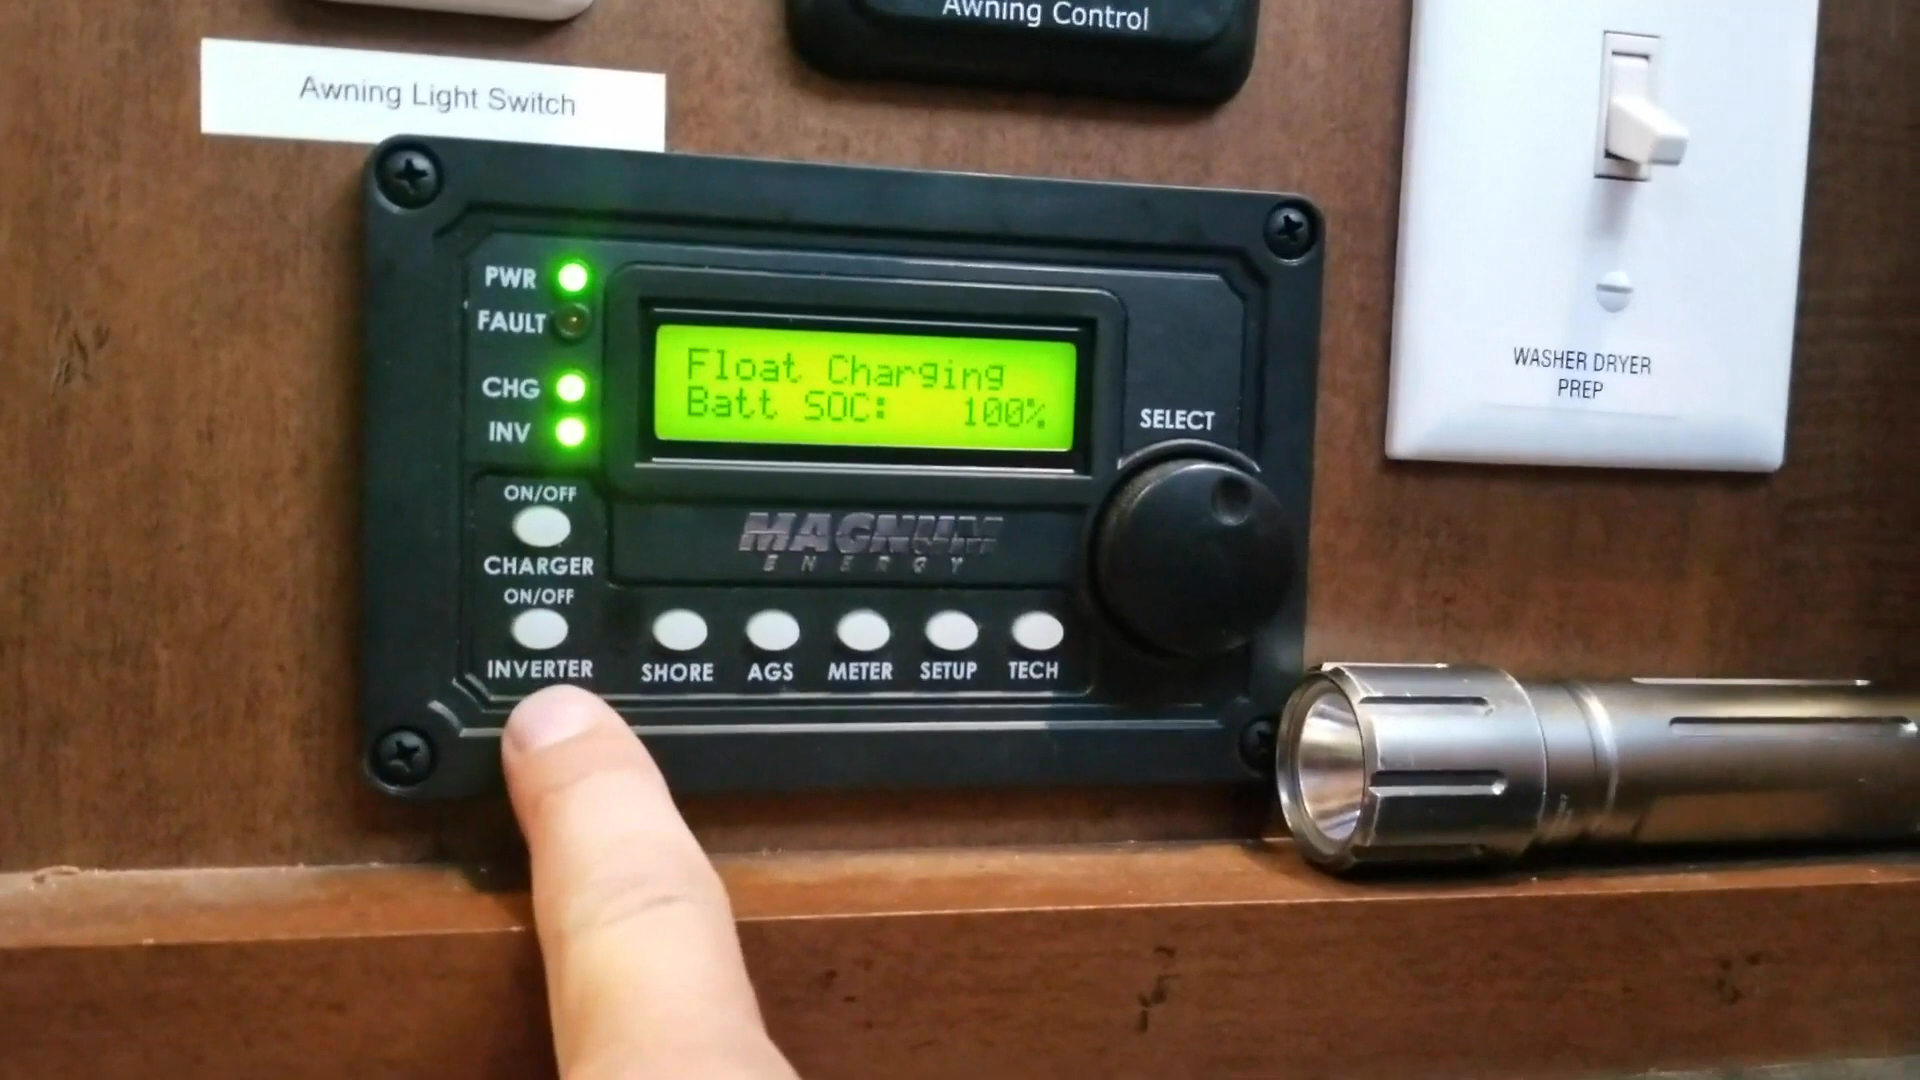 Awning Control
Awning Light Switch
PWR
FAULT
CHG
INV
Float Charging
Batt SOC: 100%
SELECT
ON/OFF
CHARGER
ON/OFF
INVERTER
MAGNUM
ENERGY
SHORE
AGS
METER
SETUP
TECH
WASHER DRYER
PREP